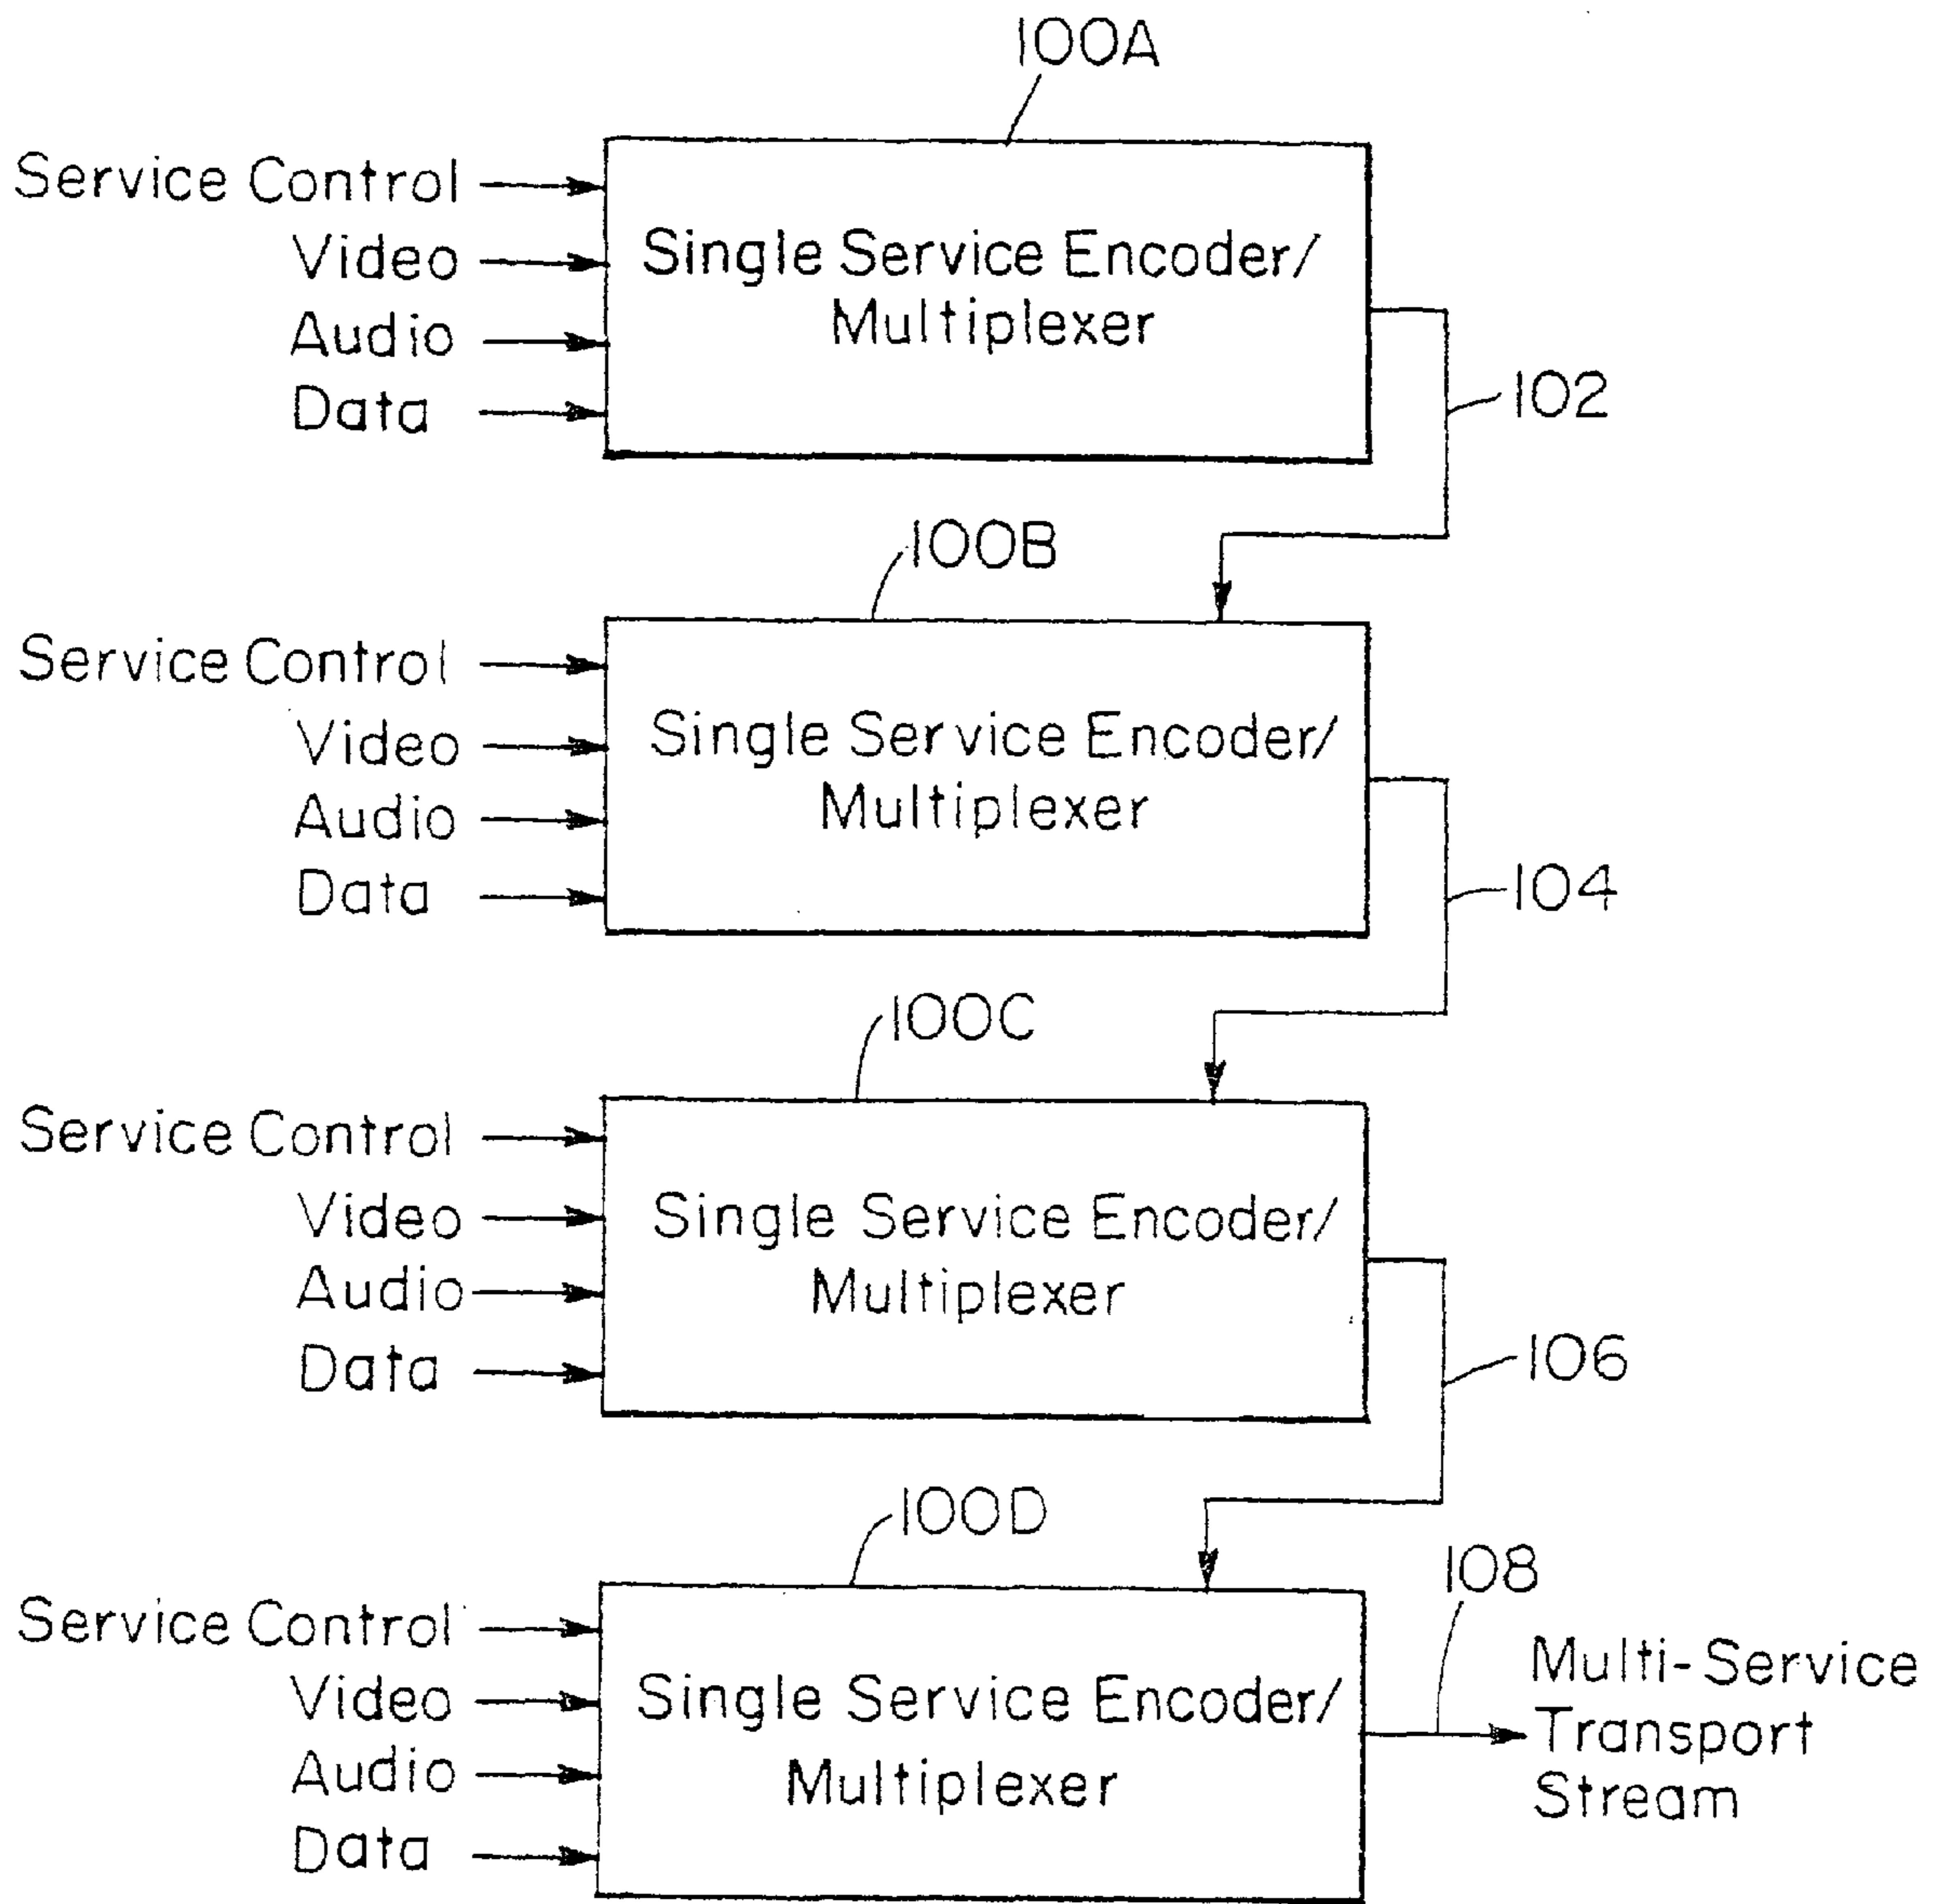 100A
Service Control
Video
Audio
Data
Single Service Encoder/
Multiplexer
102
100B
Service Control
Video
Audio
Data
Single Service Encoder/
Multiplexer
104
100C
Service Control
Video
Audio
Data
Single Service Encoder/
Multiplexer
106
100D
Service Control
Video
Audio
Data
Single Service Encoder/
Multiplexer
108
Multi-Service
Transport
Stream